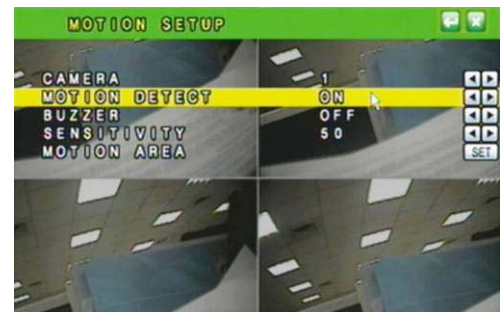 MOTION SETUP
CAMERA 1
MOTION DETECT ON
BUZZER OFF
SENSITIVITY 50
MOTION AREA SET